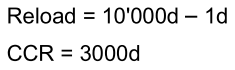 Reload = 10'000d – 1d
CCR = 3000d